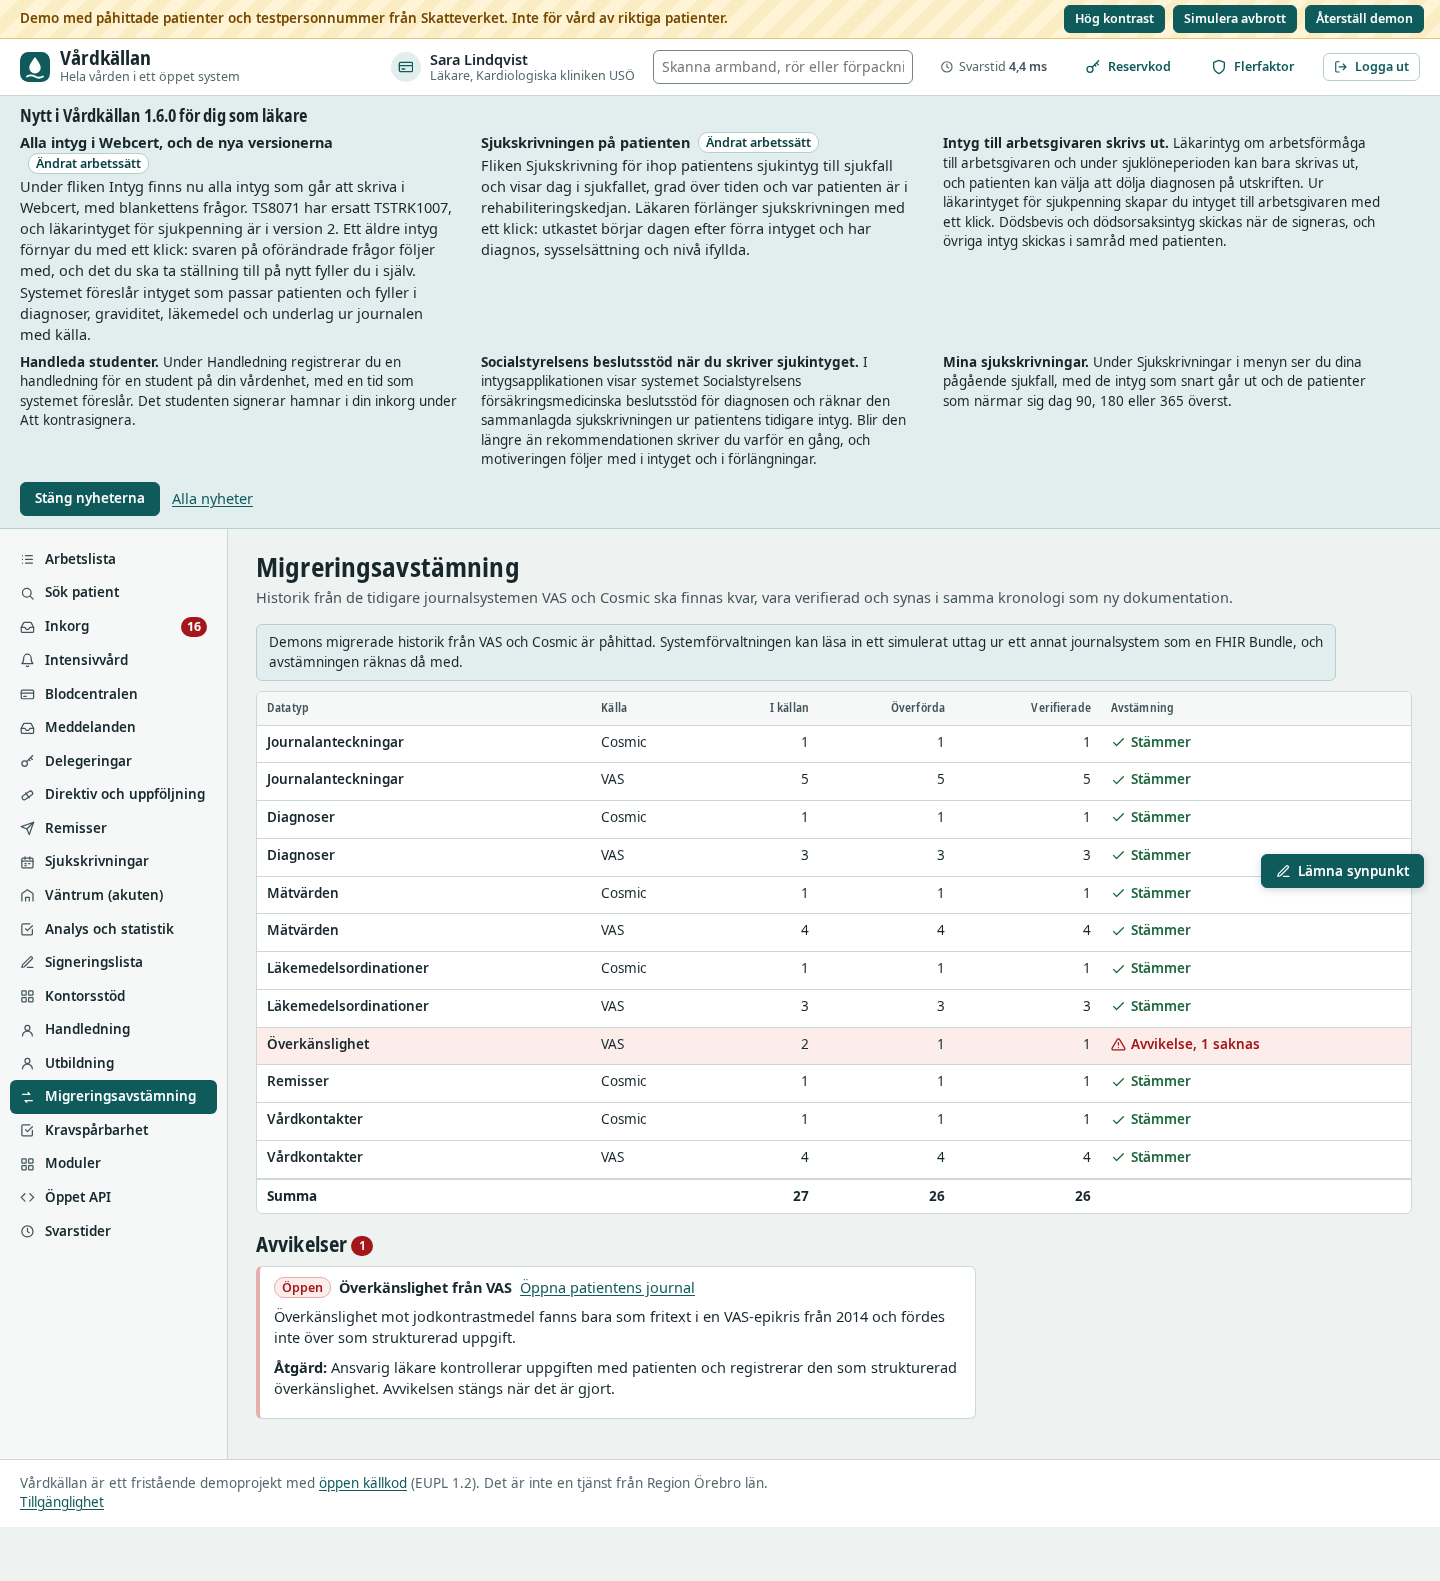 Demo med påhittade patienter och testpersonnummer från Skatteverket. Inte för vård av riktiga patienter.
Hög kontrast
Simulera avbrott
Återställ demon
Vårdkällan
Hela vården i ett öppet system
Sara Lindqvist
Läkare, Kardiologiska kliniken USÖ
Skanna armband, rör eller förpackni
Svarstid 4,4 ms
Reservkod
Flerfaktor
Logga ut
Nytt i Vårdkällan 1.6.0 för dig som läkare
Alla intyg i Webcert, och de nya versionerna
Ändrat arbetssätt
Under fliken Intyg finns nu alla intyg som går att skriva i
Webcert, med blankettens frågor. TS8071 har ersatt TSTRK1007,
och läkarintyget för sjukpenning är i version 2. Ett äldre intyg
förnyar du med ett klick: svaren på oförändrade frågor följer
med, och det du ska ta ställning till på nytt fyller du i själv.
Systemet föreslår intyget som passar patienten och fyller i
diagnoser, graviditet, läkemedel och underlag ur journalen
med källa.
Sjukskrivningen på patienten Ändrat arbetssätt
Fliken Sjukskrivning för ihop patientens sjukintyg till sjukfall
och visar dag i sjukfallet, grad över tiden och var patienten är i
rehabiliteringskedjan. Läkaren förlänger sjukskrivningen med
ett klick: utkastet börjar dagen efter förra intyget och har
diagnos, sysselsättning och nivå ifyllda.
Intyg till arbetsgivaren skrivs ut. Läkarintyg om arbetsförmåga
till arbetsgivaren och under sjuklöneperioden kan bara skrivas ut,
och patienten kan välja att dölja diagnosen på utskriften. Ur
läkarintyget för sjukpenning skapar du intyget till arbetsgivaren med
ett klick. Dödsbevis och dödsorsaksintyg skickas när de signeras, och
övriga intyg skickas i samråd med patienten.
Handleda studenter. Under Handledning registrerar du en
handledning för en student på din vårdenhet, med en tid som
systemet föreslår. Det studenten signerar hamnar i din inkorg under
Att kontrasignera.
Socialstyrelsens beslutsstöd när du skriver sjukintyget. I
intygsapplikationen visar systemet Socialstyrelsens
försäkringsmedicinska beslutsstöd för diagnosen och räknar den
sammanlagda sjukskrivningen ur patientens tidigare intyg. Blir den
längre än rekommendationen skriver du varför en gång, och
motiveringen följer med i intyget och i förlängningar.
Mina sjukskrivningar. Under Sjukskrivningar i menyn ser du dina
pågående sjukfall, med de intyg som snart går ut och de patienter
som närmar sig dag 90, 180 eller 365 överst.
Stäng nyheterna
Alla nyheter
Arbetslista
Sök patient
Inkorg 16
Intensivvård
Blodcentralen
Meddelanden
Delegeringar
Direktiv och uppföljning
Remisser
Sjukskrivningar
Väntrum (akuten)
Analys och statistik
Signeringslista
Kontorsstöd
Handledning
Utbildning
Migreringsavstämning
Kravspårbarhet
Moduler
Öppet API
Svarstider
Migreringsavstämning
Historik från de tidigare journalsystemen VAS och Cosmic ska finnas kvar, vara verifierad och synas i samma kronologi som ny dokumentation.
Demons migrerade historik från VAS och Cosmic är påhittad. Systemförvaltningen kan läsa in ett simulerat uttag ur ett annat journalsystem som en FHIR Bundle, och
avstämningen räknas då med.
Datatyp Källa I källan Överförda Verifierade Avstämning
Journalanteckningar Cosmic 1 1 1 Stämmer
Journalanteckningar VAS 5 5 5 Stämmer
Diagnoser Cosmic 1 1 1 Stämmer
Diagnoser VAS 3 3 3 Stämmer
Mätvärden Cosmic 1 1 1 Stämmer
Mätvärden VAS 4 4 4 Stämmer
Läkemedelsordinationer Cosmic 1 1 1 Stämmer
Läkemedelsordinationer VAS 3 3 3 Stämmer
Överkänslighet VAS 2 1 1 Avvikelse, 1 saknas
Remisser Cosmic 1 1 1 Stämmer
Vårdkontakter Cosmic 1 1 1 Stämmer
Vårdkontakter VAS 4 4 4 Stämmer
Summa 27 26 26
Lämna synpunkt
Avvikelser 1
Öppen Överkänslighet från VAS Öppna patientens journal
Överkänslighet mot jodkontrastmedel fanns bara som fritext i en VAS-epikris från 2014 och fördes
inte över som strukturerad uppgift.
Åtgärd: Ansvarig läkare kontrollerar uppgiften med patienten och registrerar den som strukturerad
överkänslighet. Avvikelsen stängs när det är gjort.
Vårdkällan är ett fristående demoprojekt med öppen källkod (EUPL 1.2). Det är inte en tjänst från Region Örebro län.
Tillgänglighet